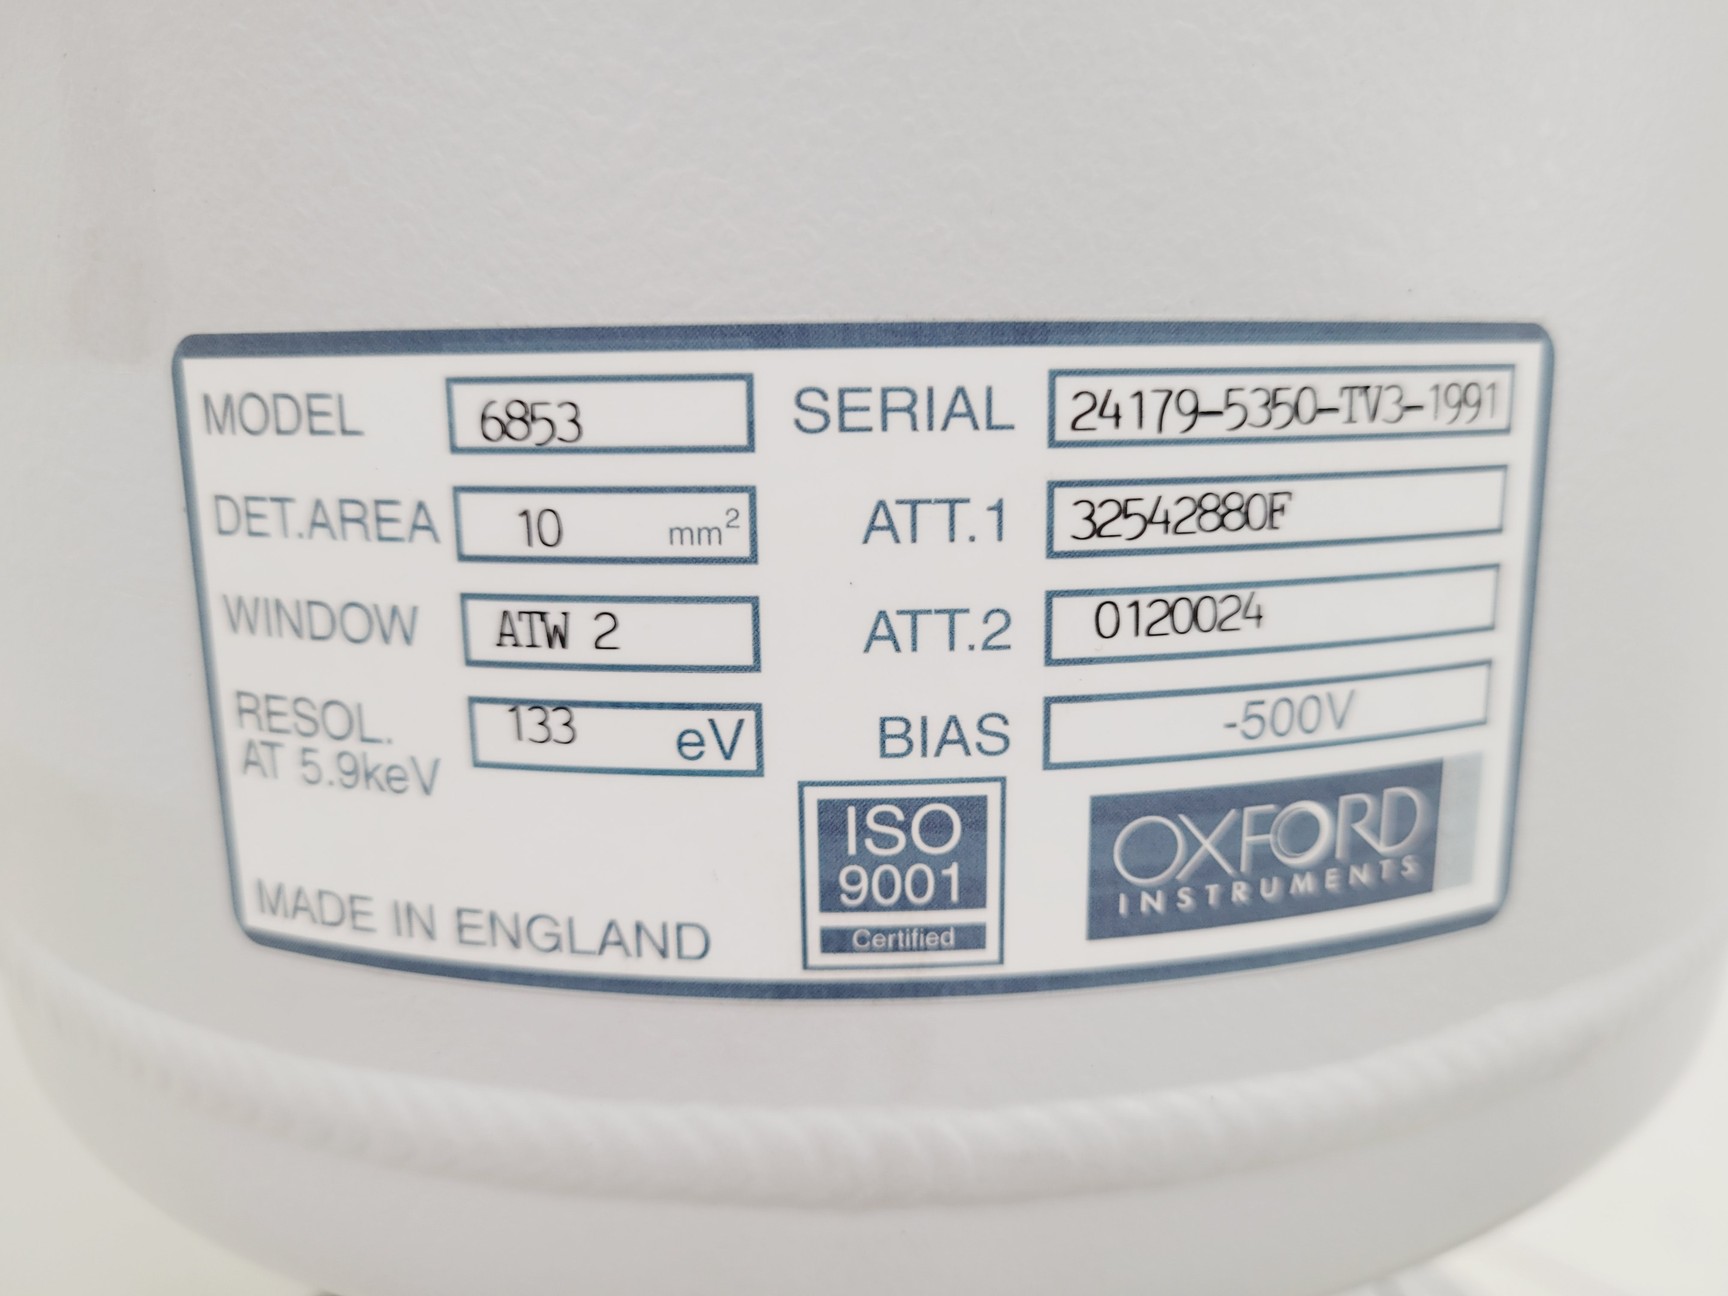 MODEL 6853 SERIAL 24179-5350-TV3-1991
DET.AREA 10 mm² ATT.1 32542880F
WINDOW ATW 2 ATT.2 0120024
RESOL. AT 5.9keV 133 eV BIAS -500V
MADE IN ENGLAND
ISO
9001
Certified
OXFORD
INSTRUMENTS